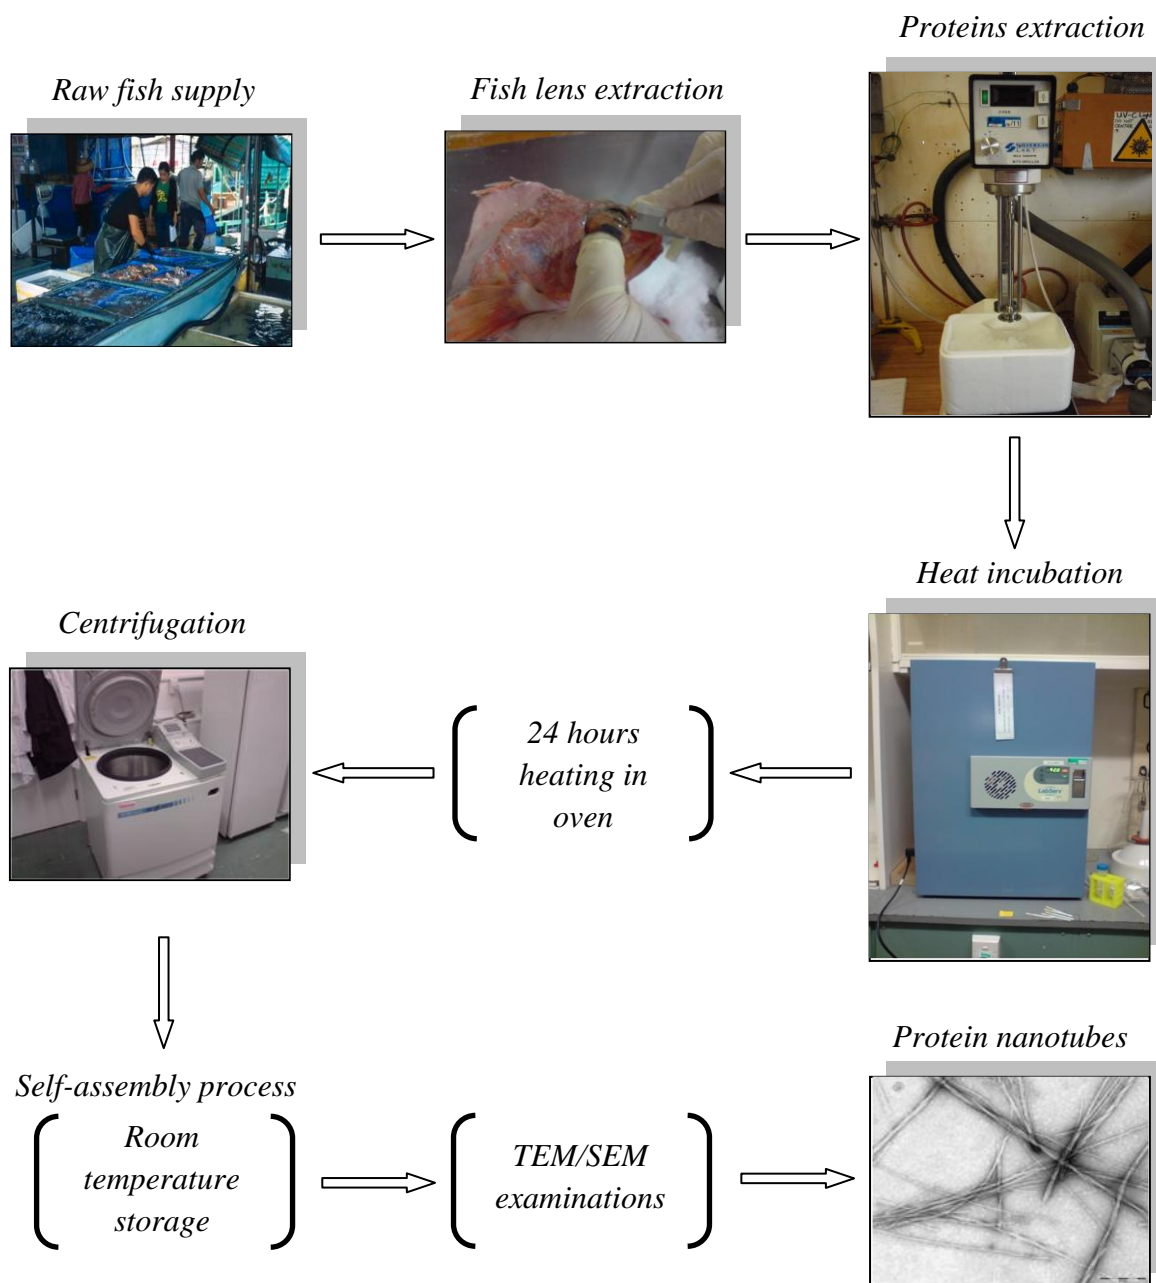 Proteins extraction
Raw fish supply
Fish lens extraction
Heat incubation
Centrifugation
24 hours
heating in
oven
LabServ
Protein nanotubes
Self-assembly process
Room
temperature
storage
TEM/SEM
examinations